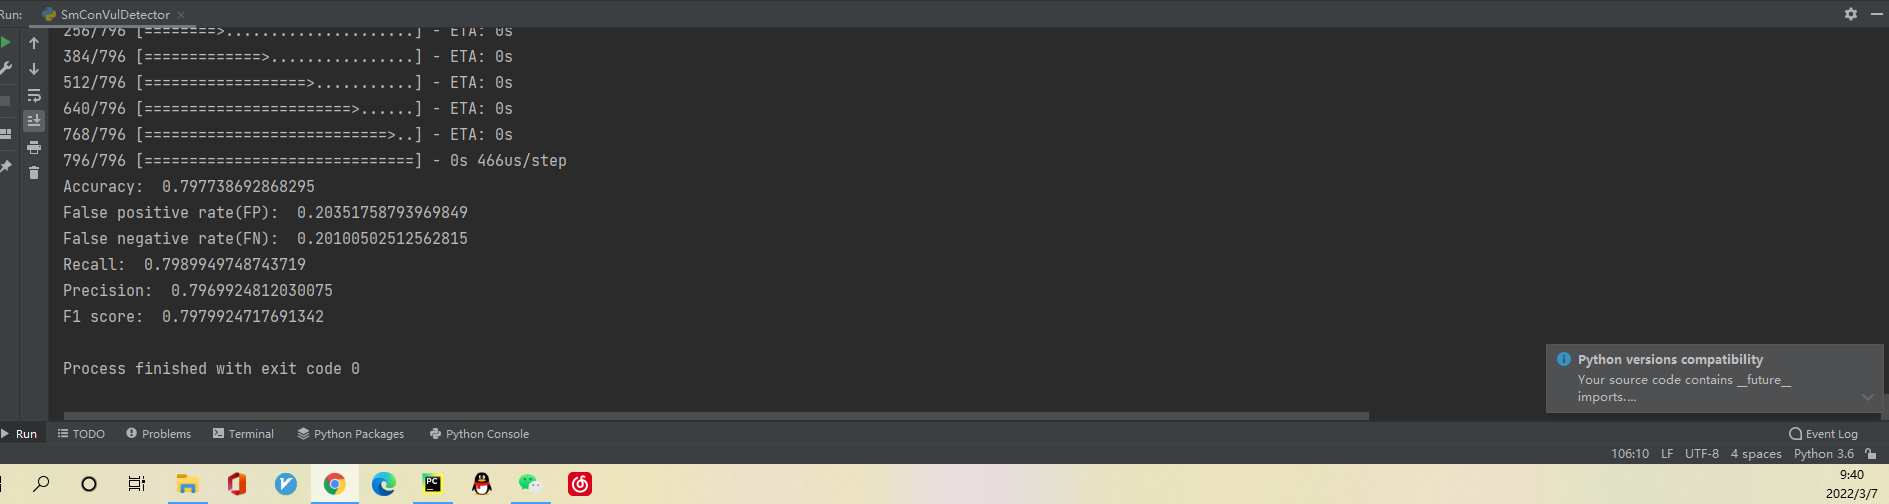 Run: SmConVulDetector
256/796 [========>.....................] - ETA: 0s
384/796 [=============>................] - ETA: 0s
512/796 [==================>...........] - ETA: 0s
640/796 [=======================>......] - ETA: 0s
768/796 [===========================>..] - ETA: 0s
796/796 [==============================] - 0s 466us/step
Accuracy:  0.797738692868295
False positive rate(FP):  0.20351758793969849
False negative rate(FN):  0.20100502512562815
Recall:  0.7989949748743719
Precision:  0.7969924812030075
F1 score:  0.7979924717691342
Process finished with exit code 0
Python versions compatibility
Your source code contains __future__
imports....
Run TODO Problems Terminal Python Packages Python Console Event Log
106:10 LF UTF-8 4 spaces Python 3.6
PC
9:40
2022/3/7